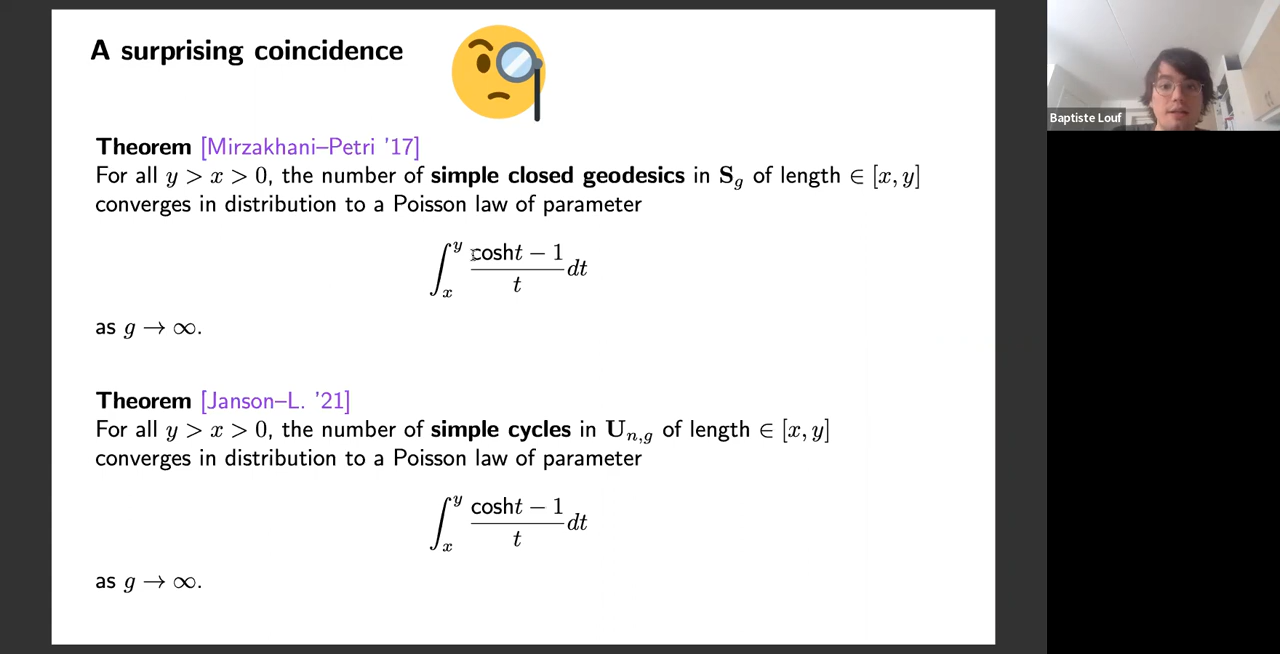 A surprising coincidence
Theorem [Mirzakhani–Petri '17]
For all y > x > 0, the number of simple closed geodesics in S_g of length ∈ [x, y]
converges in distribution to a Poisson law of parameter
∫_x^y (cosht − 1)/t dt
as g → ∞.
Theorem [Janson–L. '21]
For all y > x > 0, the number of simple cycles in U_{n,g} of length ∈ [x, y]
converges in distribution to a Poisson law of parameter
∫_x^y (cosht − 1)/t dt
as g → ∞.
Baptiste Louf